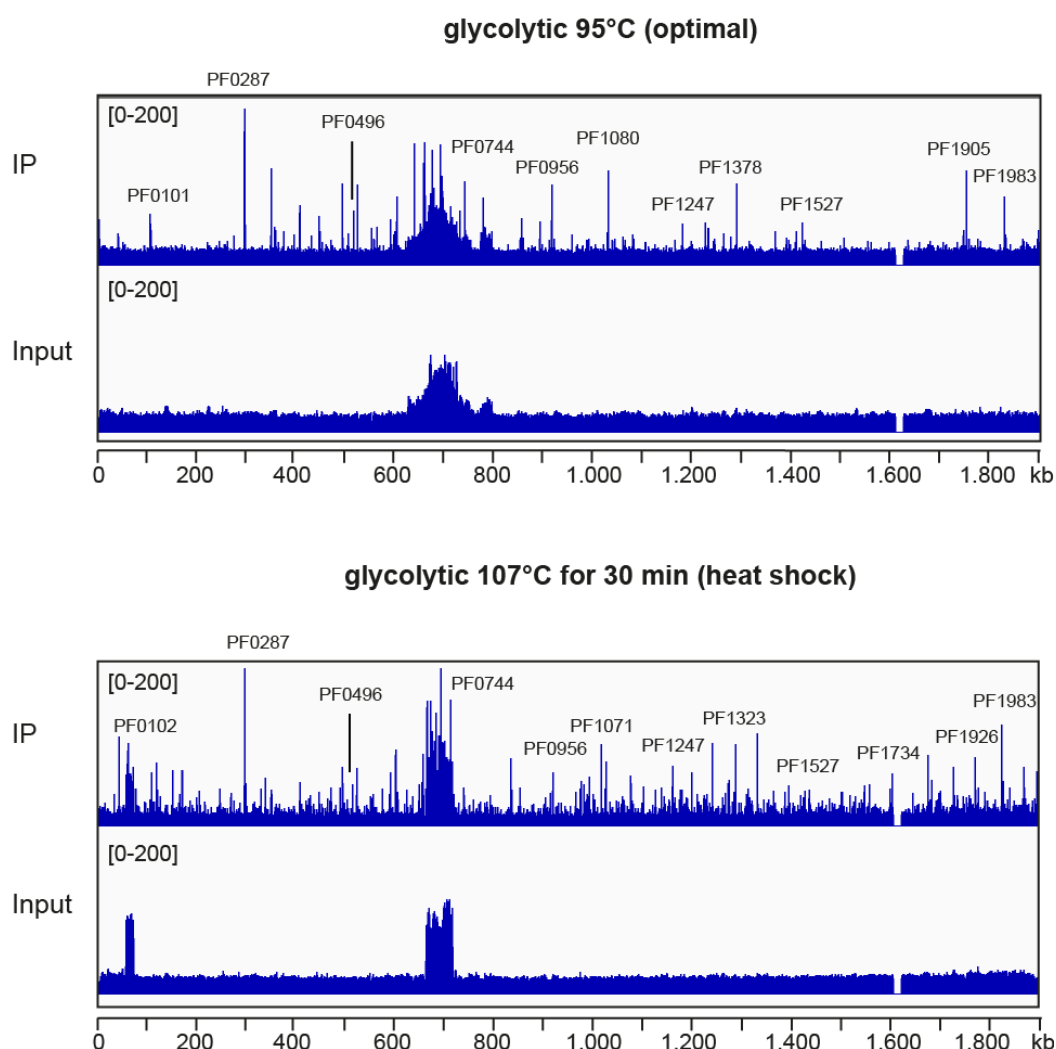 glycolytic 95°C (optimal)
PF0287
[0-200]
PF0496
PF1080
PF0744
PF1905
IP
PF0956
PF1378
PF1983
PF0101
PF1247
PF1527
[0-200]
Input
0 200 400 600 800 1.000 1.200 1.400 1.600 1.800 kb
glycolytic 107°C for 30 min (heat shock)
PF0287
[0-200]
PF0496
PF0744
PF1983
PF0102
PF1071
PF1323
IP
PF0956
PF1247
PF1734
PF1926
PF1527
[0-200]
Input
0 200 400 600 800 1.000 1.200 1.400 1.600 1.800 kb